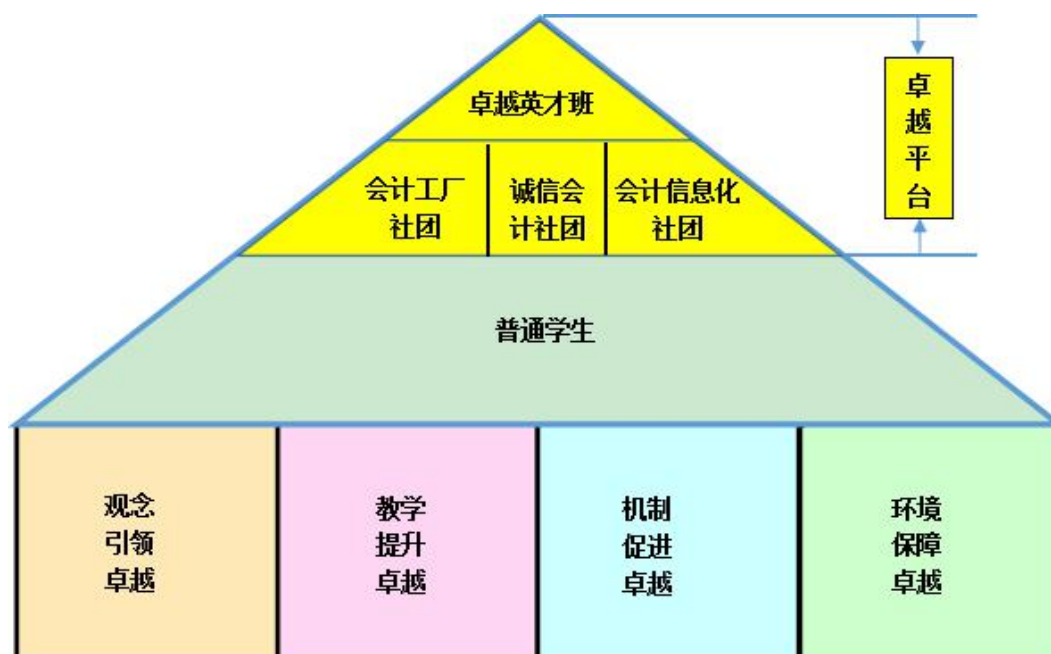 卓越英才班
卓
越
平
台
会计工厂
社团
诚信会
计社团
会计信息化
社团
普通学生
观念
引领
卓越
教学
提升
卓越
机制
促进
卓越
环境
保障
卓越